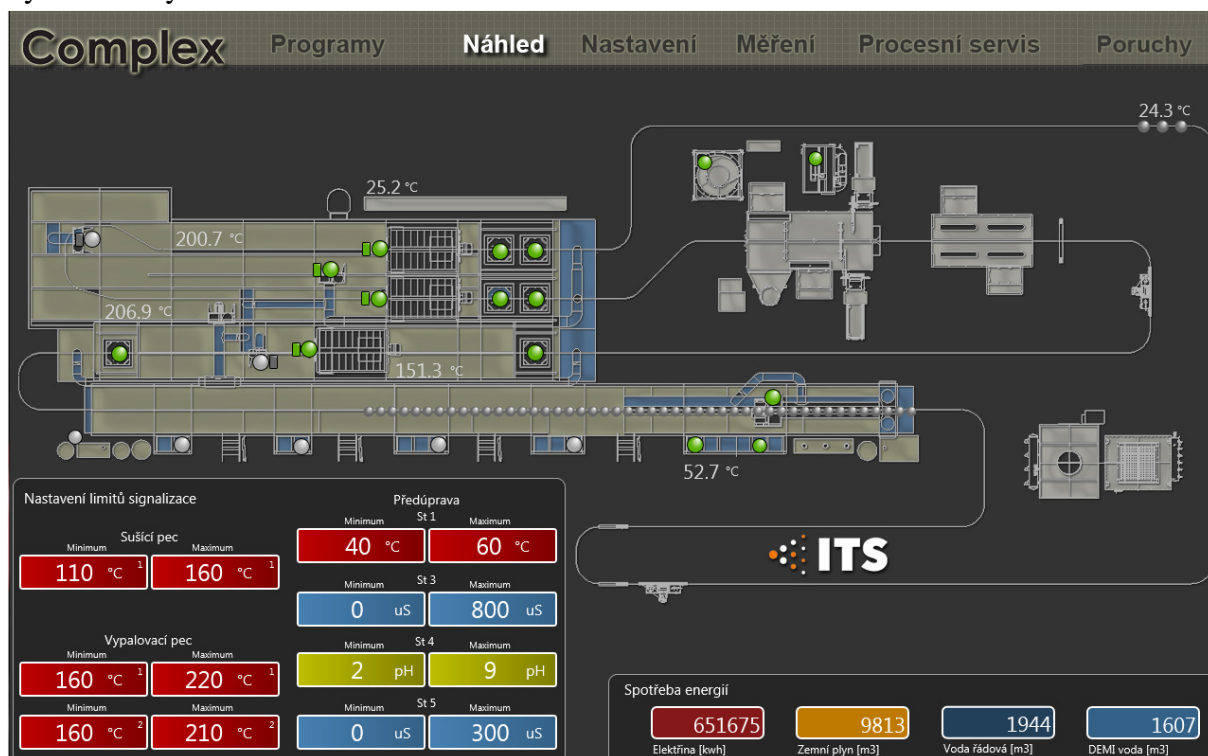 Complex Programy Náhled Nastavení Měření Procesní servis Poruchy
24.3 °C
25.2 °C
200.7 °C
206.9 °C
151.3 °C
52.7 °C
Nastavení limitů signalizace
Předúprava
St 1
Minimum Maximum
40 °C 60 °C
Sušící pec
Minimum Maximum
110 °C 1 160 °C 1
St 3
Minimum Maximum
0 uS 800 uS
ITS
Vypalovací pec
Minimum Maximum
160 °C 1 220 °C 1
160 °C 2 210 °C 2
St 4
Minimum Maximum
2 pH 9 pH
St 5
Minimum Maximum
0 uS 300 uS
Spotřeba energií
651675 9813 1944 1607
Elektřina [kwh] Zemní plyn [m3] Voda řádová [m3] DEMI voda [m3]